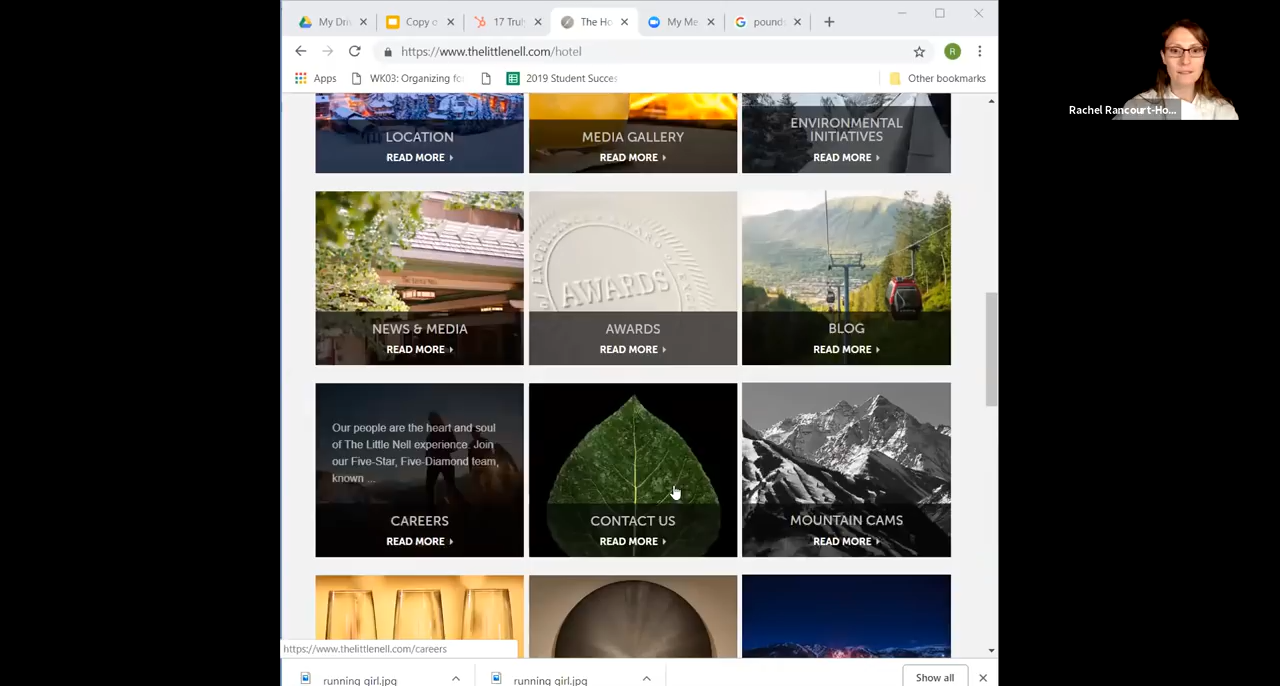 My Dri
Copy o
17 Trul
The Ho
My Me
pound
https://www.thelittlenell.com/hotel
R
Apps
WK03: Organizing fo
2019 Student Succes
Other bookmarks
Rachel Rancourt-Ho...
LOCATION
READ MORE
MEDIA GALLERY
READ MORE
ENVIRONMENTAL
INITIATIVES
READ MORE
NEWS & MEDIA
READ MORE
AWARDS
AWARDS
READ MORE
BLOG
READ MORE
Our people are the heart and soul
of The Little Nell experience. Join
our Five-Star, Five-Diamond team,
known ...
CAREERS
READ MORE
CONTACT US
READ MORE
MOUNTAIN CAMS
READ MORE
https://www.thelittlenell.com/careers
running girl.jpg
running girl.jpg
Show all